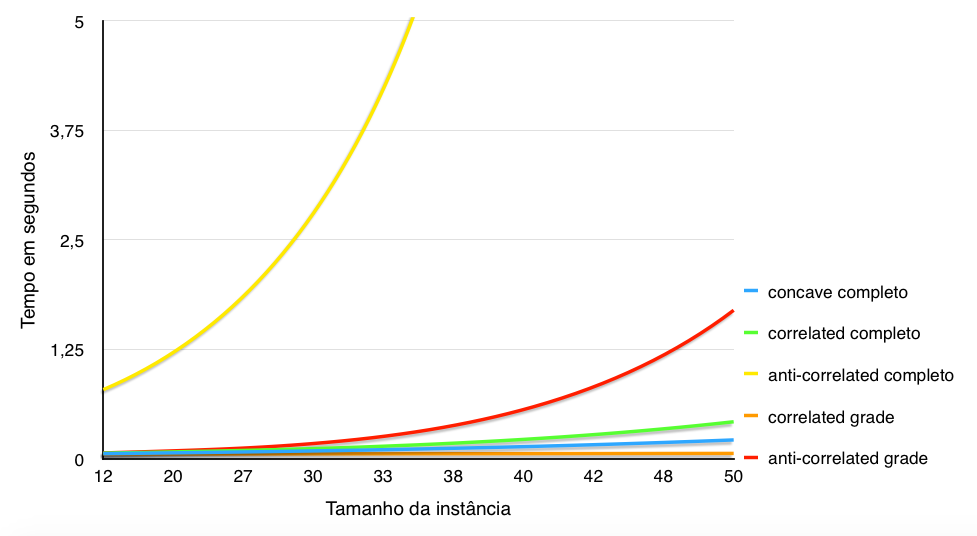 5
3,75
2,5
1,25
0
Tempo em segundos
12 20 27 30 33 38 40 42 48 50
Tamanho da instância
concave completo
correlated completo
anti-correlated completo
correlated grade
anti-correlated grade